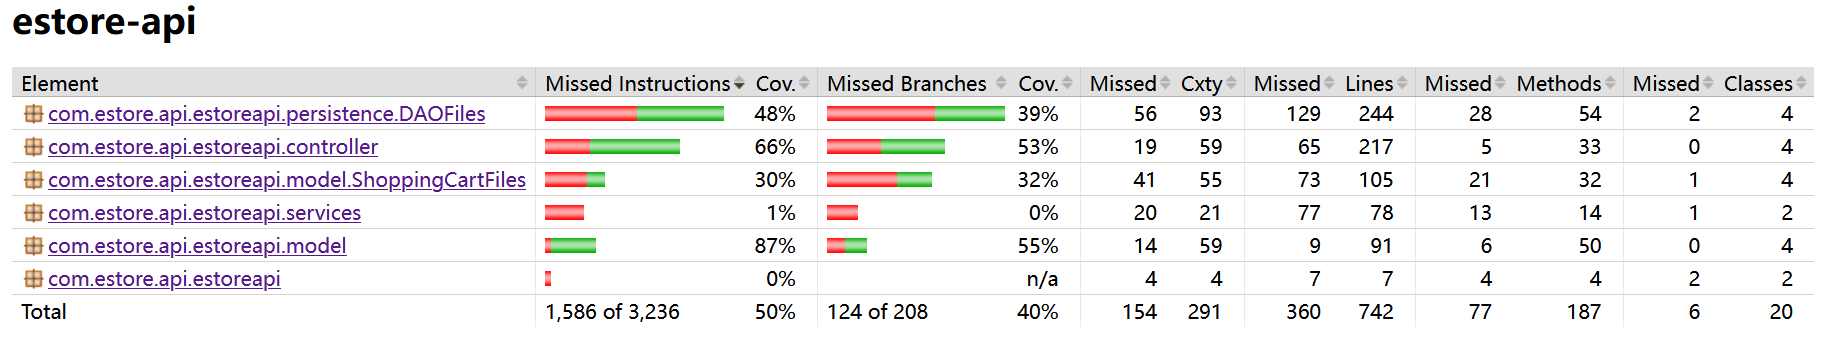 estore-api
Element Missed Instructions Cov. Missed Branches Cov. Missed Cxty Missed Lines Missed Methods Missed Classes
com.estore.api.estoreapi.persistence.DAOFiles 48% 39% 56 93 129 244 28 54 2 4
com.estore.api.estoreapi.controller 66% 53% 19 59 65 217 5 33 0 4
com.estore.api.estoreapi.model.ShoppingCartFiles 30% 32% 41 55 73 105 21 32 1 4
com.estore.api.estoreapi.services 1% 0% 20 21 77 78 13 14 1 2
com.estore.api.estoreapi.model 87% 55% 14 59 9 91 6 50 0 4
com.estore.api.estoreapi 0% n/a 4 4 7 7 4 4 2 2
Total 1,586 of 3,236 50% 124 of 208 40% 154 291 360 742 77 187 6 20